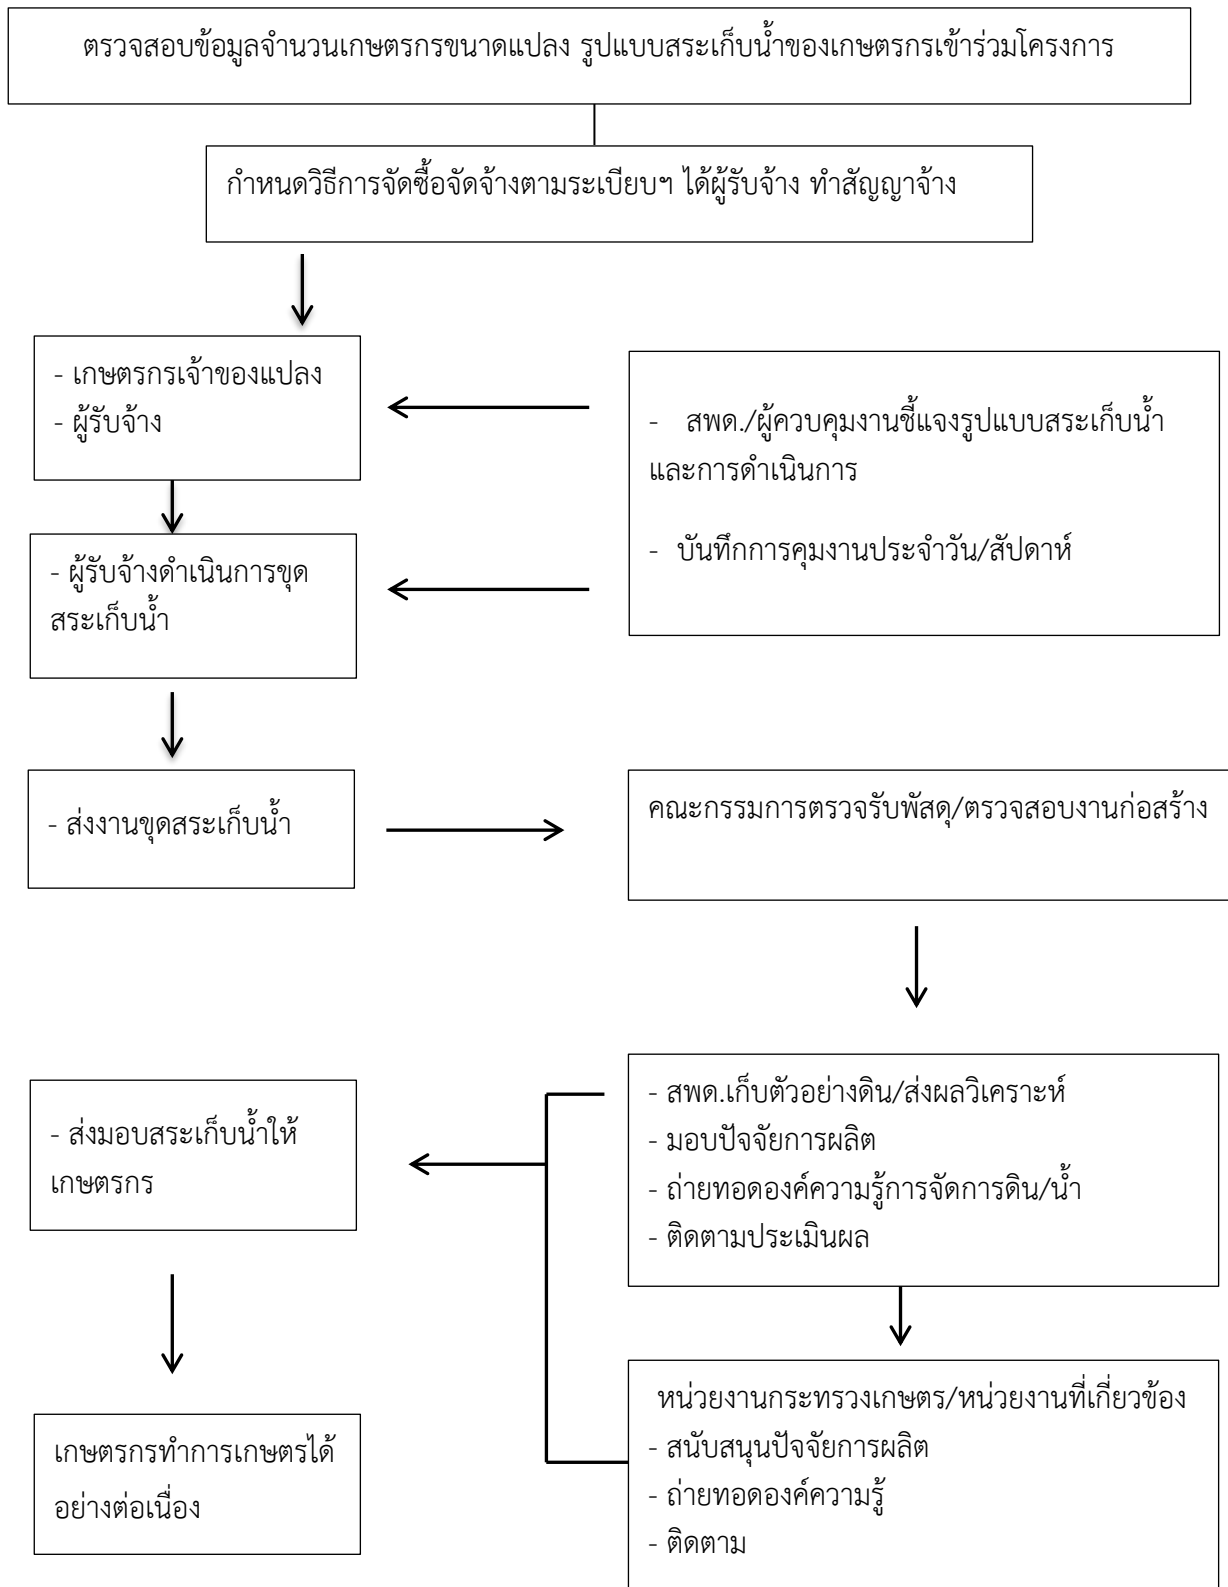 ตรวจสอบข้อมูลจำนวนเกษตรกรขนาดแปลง รูปแบบสระเก็บน้ำของเกษตรกรเข้าร่วมโครงการ
กำหนดวิธีการจัดซื้อจัดจ้างตามระเบียบฯ ได้ผู้รับจ้าง ทำสัญญาจ้าง
- เกษตรกรเจ้าของแปลง
- ผู้รับจ้าง
- สพด./ผู้ควบคุมงานชี้แจงรูปแบบสระเก็บน้ำ
และการดำเนินการ
- บันทึกการคุมงานประจำวัน/สัปดาห์
- ผู้รับจ้างดำเนินการขุด
สระเก็บน้ำ
- ส่งงานขุดสระเก็บน้ำ
คณะกรรมการตรวจรับพัสดุ/ตรวจสอบงานก่อสร้าง
- สพด.เก็บตัวอย่างดิน/ส่งผลวิเคราะห์
- มอบปัจจัยการผลิต
- ถ่ายทอดองค์ความรู้การจัดการดิน/น้ำ
- ติดตามประเมินผล
- ส่งมอบสระเก็บน้ำให้
เกษตรกร
หน่วยงานกระทรวงเกษตร/หน่วยงานที่เกี่ยวข้อง
- สนับสนุนปัจจัยการผลิต
- ถ่ายทอดองค์ความรู้
- ติดตาม
เกษตรกรทำการเกษตรได้
อย่างต่อเนื่อง